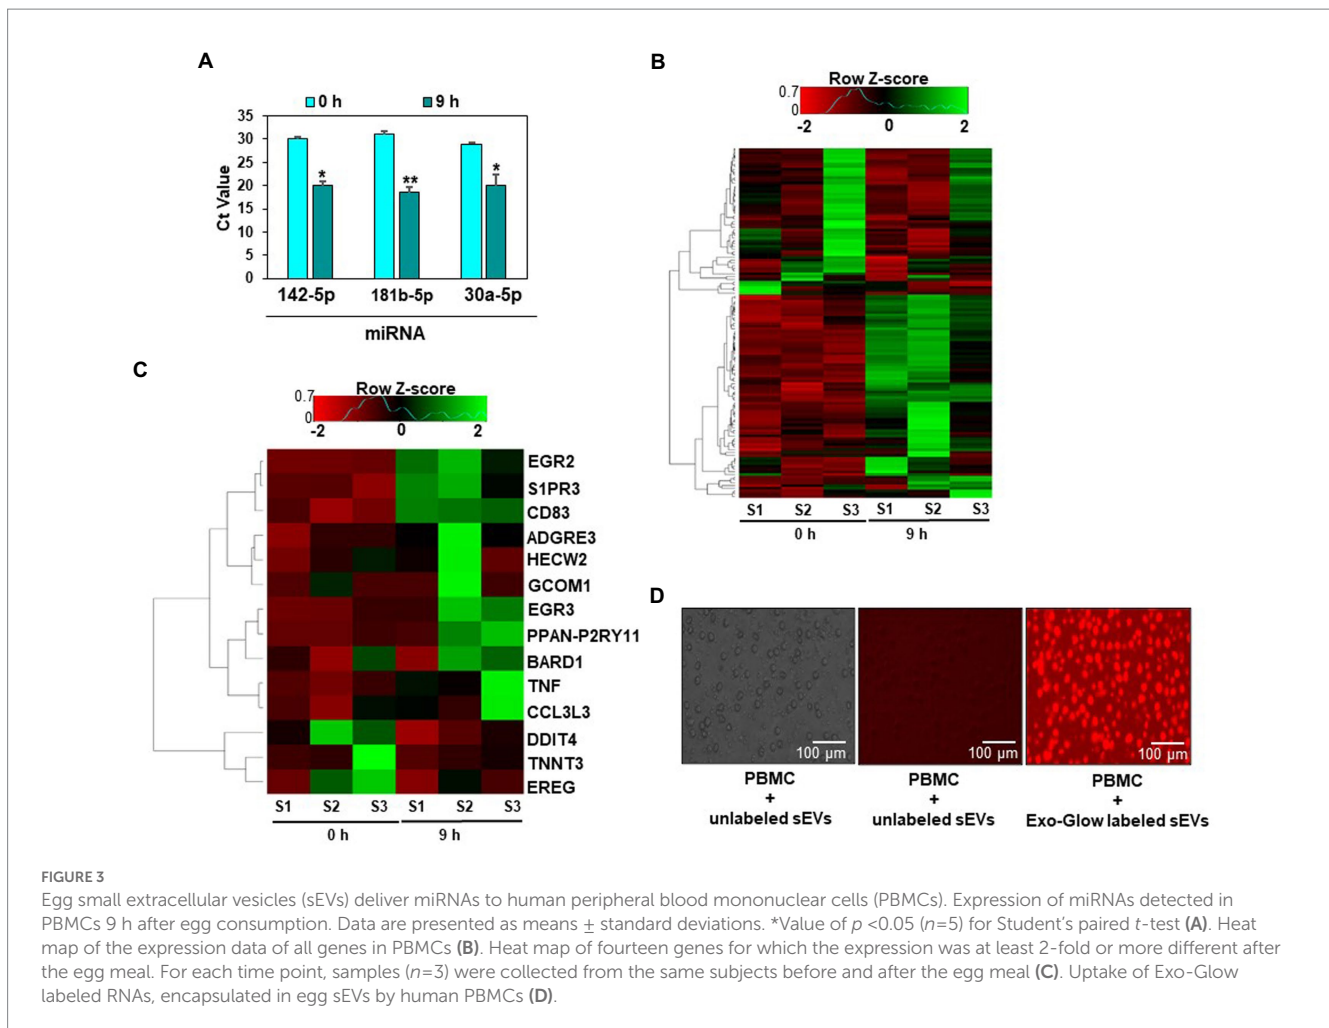 A
0 h
9 h
35
30
25
20
15
10
5
0
Ct Value
*
**
*
142-5p
181b-5p
30a-5p
miRNA
B
Row Z-score
0.7
0
-2
0
2
S1
S2
S3
S1
S2
S3
0 h
9 h
C
Row Z-score
0.7
0
-2
0
2
EGR2
S1PR3
CD83
ADGRE3
HECW2
GCOM1
EGR3
PPAN-P2RY11
BARD1
TNF
CCL3L3
DDIT4
TNNT3
EREG
S1
S2
S3
S1
S2
S3
0 h
9 h
D
100 µm
100 µm
100 µm
PBMC
+
unlabeled sEVs
PBMC
+
unlabeled sEVs
PBMC
+
Exo-Glow labeled sEVs
FIGURE 3
Egg small extracellular vesicles (sEVs) deliver miRNAs to human peripheral blood mononuclear cells (PBMCs). Expression of miRNAs detected in
PBMCs 9 h after egg consumption. Data are presented as means ± standard deviations. *Value of p <0.05 (n=5) for Student's paired t-test (A). Heat
map of the expression data of all genes in PBMCs (B). Heat map of fourteen genes for which the expression was at least 2-fold or more different after
the egg meal. For each time point, samples (n=3) were collected from the same subjects before and after the egg meal (C). Uptake of Exo-Glow
labeled RNAs, encapsulated in egg sEVs by human PBMCs (D).